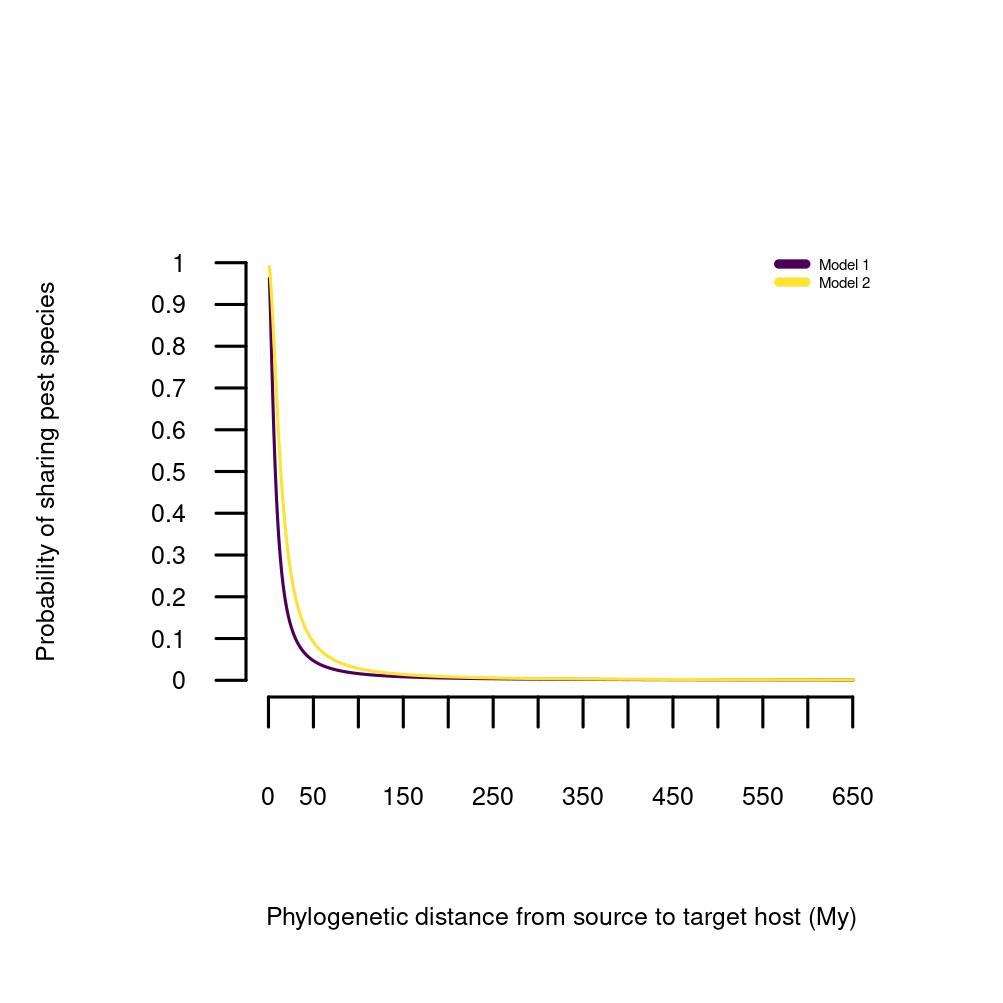 Model 1
Model 2
Probability of sharing pest species
1
0.9
0.8
0.7
0.6
0.5
0.4
0.3
0.2
0.1
0
0 50 150 250 350 450 550 650
Phylogenetic distance from source to target host (My)